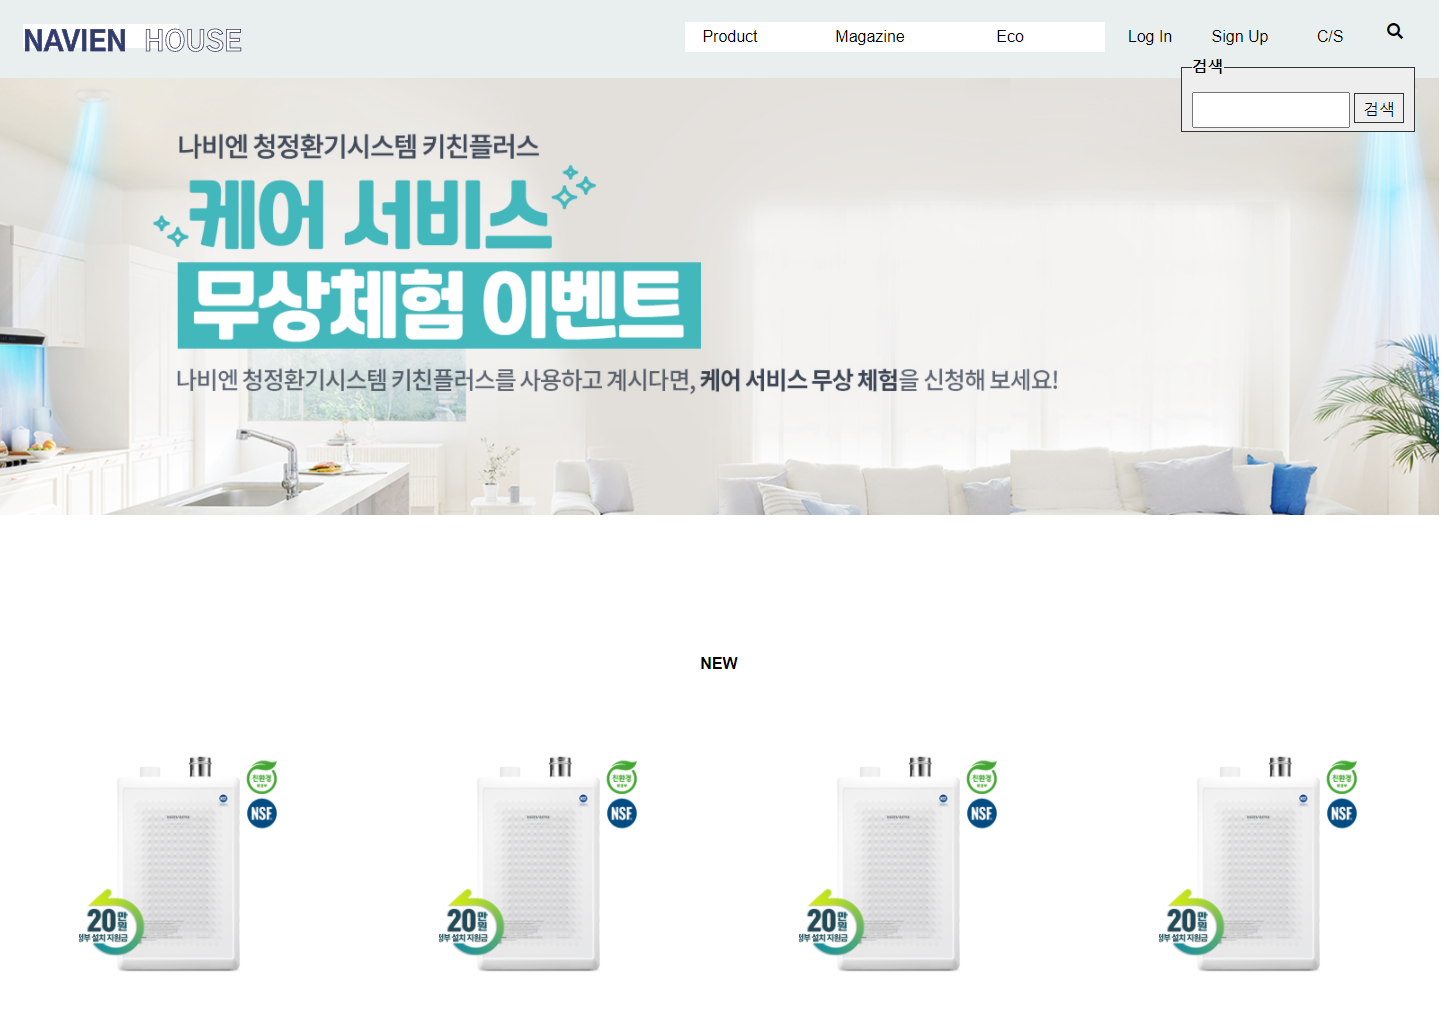 NAVIEN HOUSE
Product Magazine Eco Log In Sign Up C/S
검색
검색
나비엔 청정환기시스템 키친플러스
케어 서비스
무상체험 이벤트
나비엔 청정환기시스템 키친플러스를 사용하고 계시다면, 케어 서비스 무상 체험을 신청해 보세요!
NEW
친환경
NSF
20만원
정부 설치 지원금
친환경
NSF
20만원
정부 설치 지원금
친환경
NSF
20만원
정부 설치 지원금
친환경
NSF
20만원
정부 설치 지원금